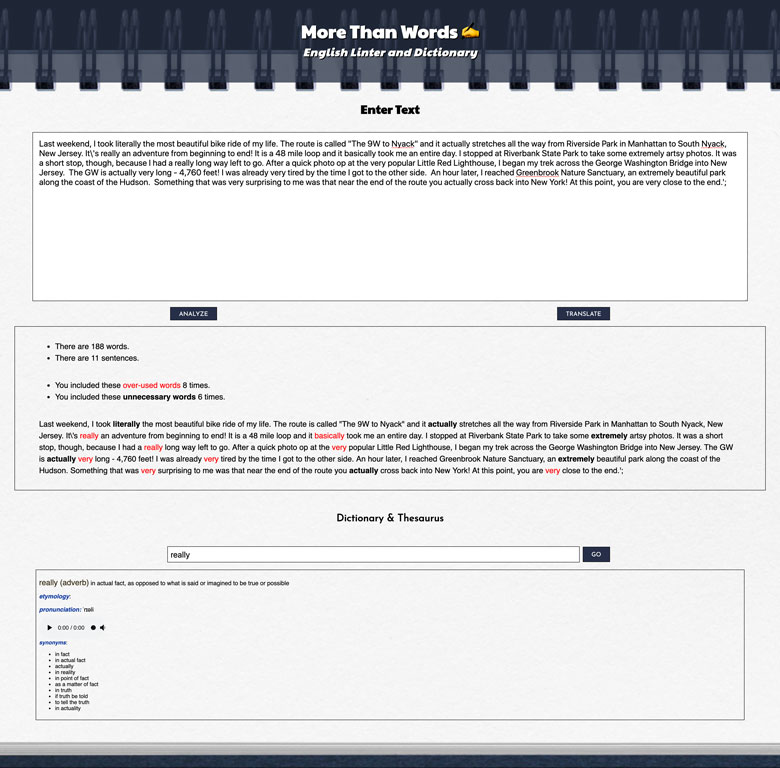 More Than Words ✍️
English Linter and Dictionary
Enter Text
Last weekend, I took literally the most beautiful bike ride of my life. The route is called "The 9W to Nyack" and it actually stretches all the way from Riverside Park in Manhattan to South Nyack,
New Jersey. It\'s really an adventure from beginning to end! It is a 48 mile loop and it basically took me an entire day. I stopped at Riverbank State Park to take some extremely artsy photos. It was
a short stop, though, because I had a really long way left to go. After a quick photo op at the very popular Little Red Lighthouse, I began my trek across the George Washington Bridge into New
Jersey.  The GW is actually very long - 4,760 feet! I was already very tired by the time I got to the other side.  An hour later, I reached Greenbrook Nature Sanctuary, an extremely beautiful park
along the coast of the Hudson.  Something that was very surprising to me was that near the end of the route you actually cross back into New York! At this point, you are very close to the end.';
ANALYZE TRANSLATE
• There are 188 words.
• There are 11 sentences.
• You included these over-used words 8 times.
• You included these unnecessary words 6 times.
Last weekend, I took literally the most beautiful bike ride of my life. The route is called "The 9W to Nyack" and it actually stretches all the way from Riverside Park in Manhattan to South Nyack, New
Jersey. It\'s really an adventure from beginning to end! It is a 48 mile loop and it basically took me an entire day. I stopped at Riverbank State Park to take some extremely artsy photos. It was a short
stop, though, because I had a really long way left to go. After a quick photo op at the very popular Little Red Lighthouse, I began my trek across the George Washington Bridge into New Jersey. The GW
is actually very long - 4,760 feet! I was already very tired by the time I got to the other side. An hour later, I reached Greenbrook Nature Sanctuary, an extremely beautiful park along the coast of the
Hudson. Something that was very surprising to me was that near the end of the route you actually cross back into New York! At this point, you are very close to the end.';
Dictionary & Thesaurus
really GO
really (adverb) in actual fact, as opposed to what is said or imagined to be true or possible
etymology:
pronunciation: ˈrɪəli
0:00 / 0:00
synonyms:
• in fact
• in actual fact
• actually
• in reality
• in point of fact
• as a matter of fact
• in truth
• if truth be told
• to tell the truth
• in actuality